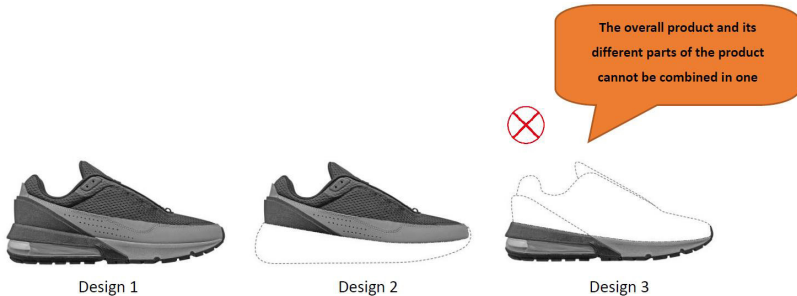 The overall product and its
different parts of the product
cannot be combined in one
Design 1
Design 2
Design 3